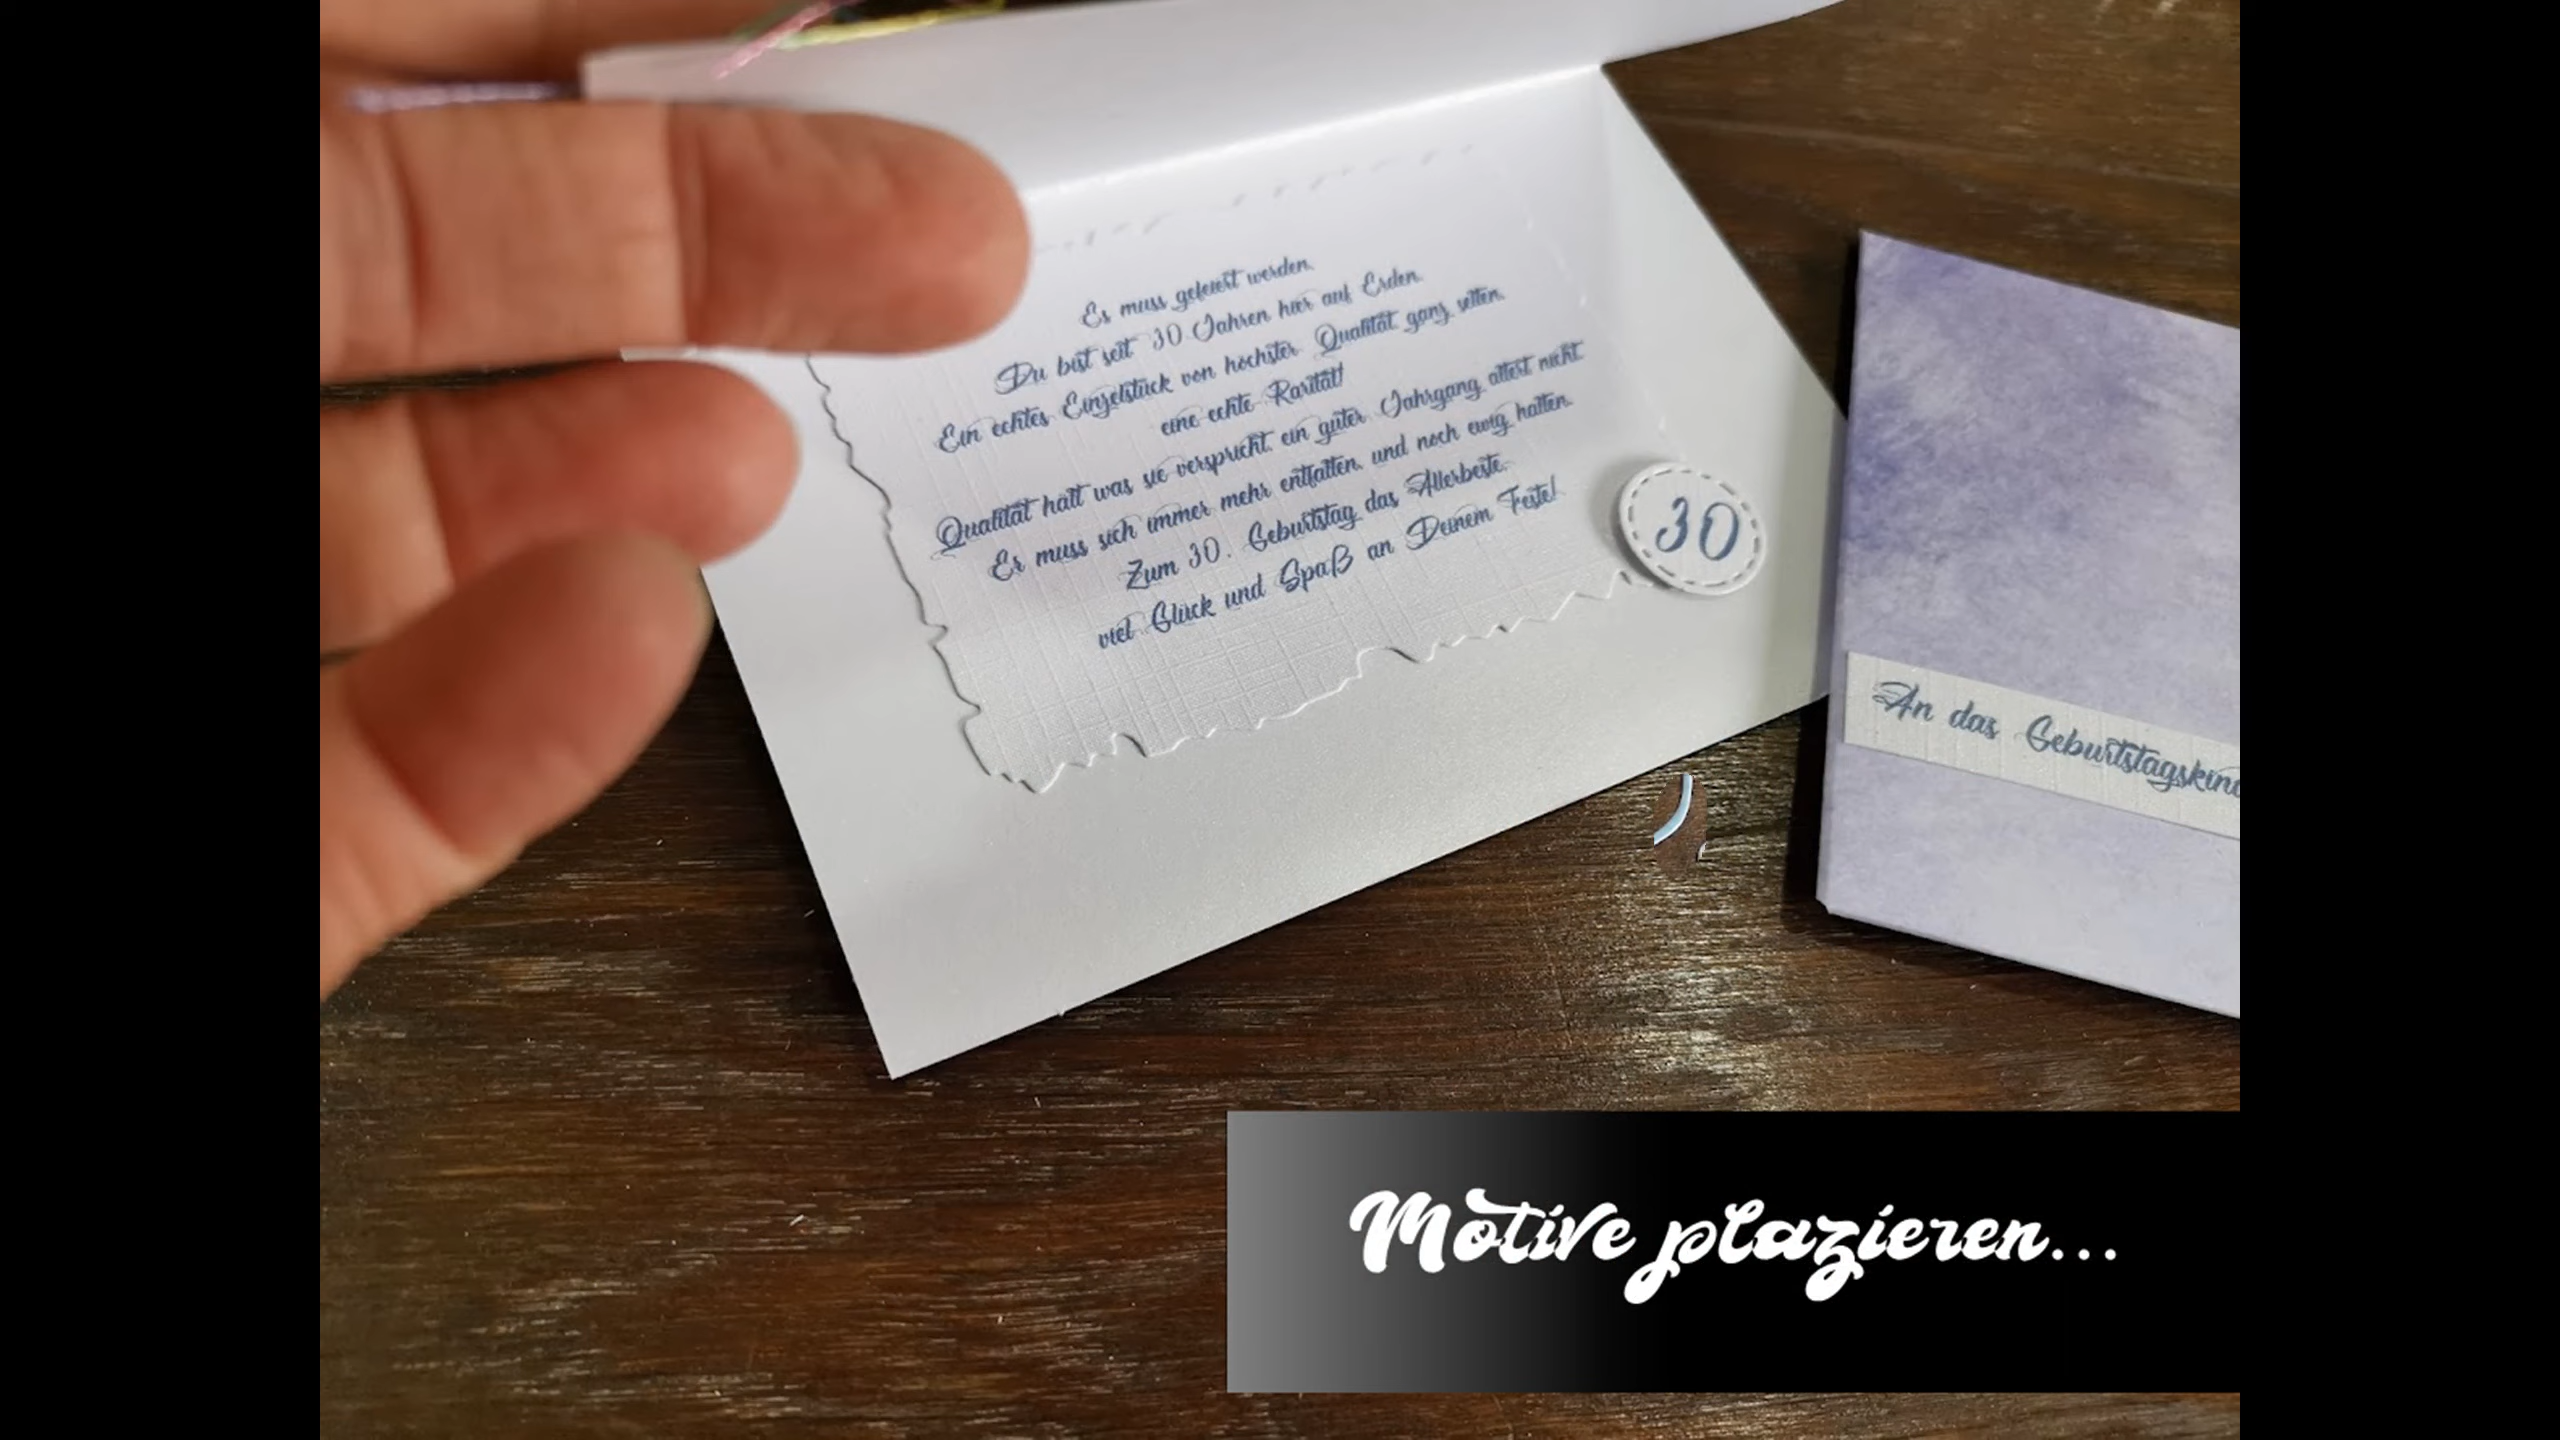 Es muss gefeiert werden,
Du bist seit 30 Jahren hier auf Erden.
Ein echtes Einzelstück von höchster Qualität, ganz selten,
eine echte Rarität!
Qualität hält was sie verspricht, ein guter Jahrgang altert nicht.
Er muss sich immer mehr entfalten, und noch ewig halten.
Zum 30. Geburtstag das Allerbeste,
viel Glück und Spaß an Deinem Feste!
30
An das Geburtstagskind
Motive plazieren...